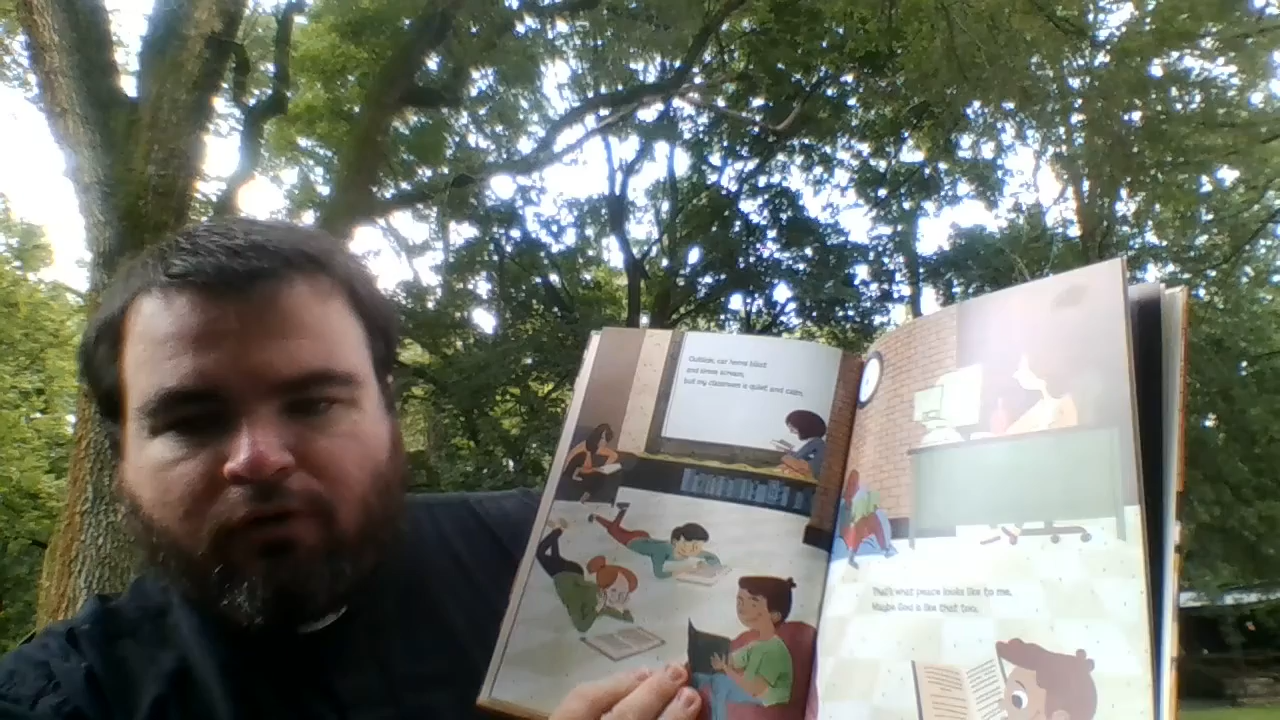 Outside, car horns blast
and sirens scream,
but my classroom is quiet and calm.
That's what peace looks like to me.
Maybe God is like that too.